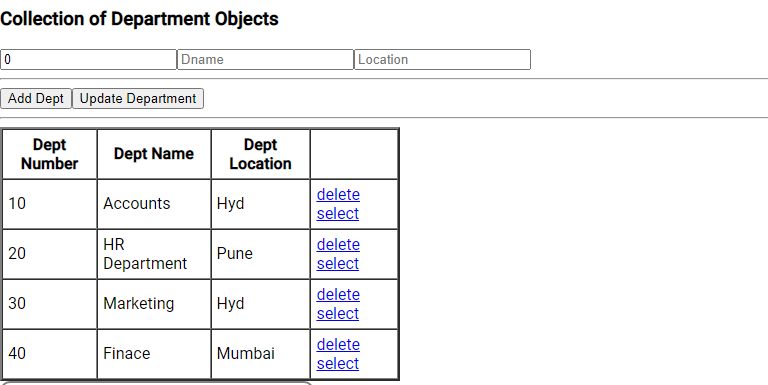 Collection of Department Objects
0 Dname Location
Add Dept Update Department
Dept Number Dept Name Dept Location
10 Accounts Hyd delete select
20 HR Department Pune delete select
30 Marketing Hyd delete select
40 Finace Mumbai delete select